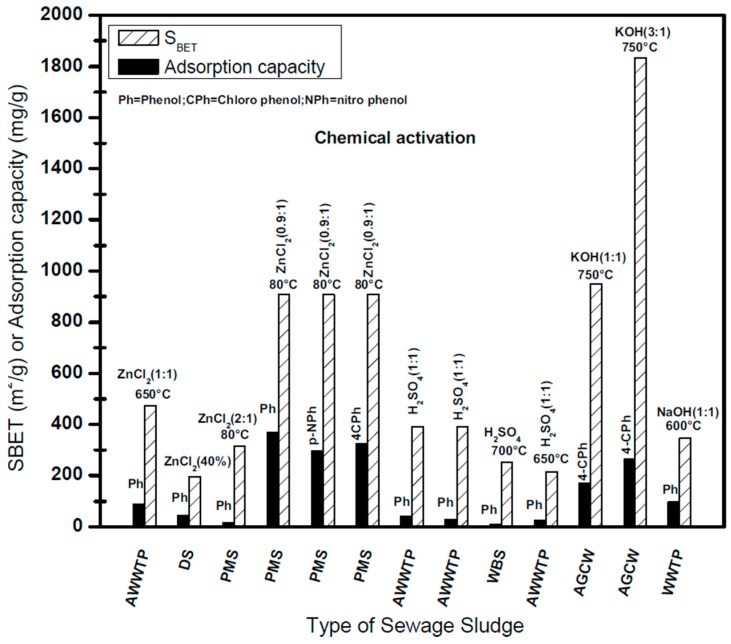 SBET (m²/g) or Adsorption capacity (mg/g)
2000
1800
1600
1400
1200
1000
800
600
400
200
0
S_BET
Adsorption capacity
Ph=Phenol;CPh=Chloro phenol;NPh=nitro phenol
Chemical activation
ZnCl₂(1:1)
650°C
Ph
ZnCl₂(40%)
Ph
ZnCl₂(2:1)
80°C
Ph
ZnCl₂(0.9:1)
80°C
Ph
ZnCl₂(0.9:1)
80°C
p-NPh
ZnCl₂(0.9:1)
80°C
4CPh
H₂SO₄(1:1)
Ph
H₂SO₄(1:1)
Ph
H₂SO₄
700°C
Ph
H₂SO₄(1:1)
650°C
Ph
KOH(1:1)
750°C
4-CPh
KOH(3:1)
750°C
4-CPh
NaOH(1:1)
600°C
Ph
AWWTP
DS
PMS
PMS
PMS
PMS
AWWTP
AWWTP
WBS
AWWTP
AGCW
AGCW
WWTP
Type of Sewage Sludge